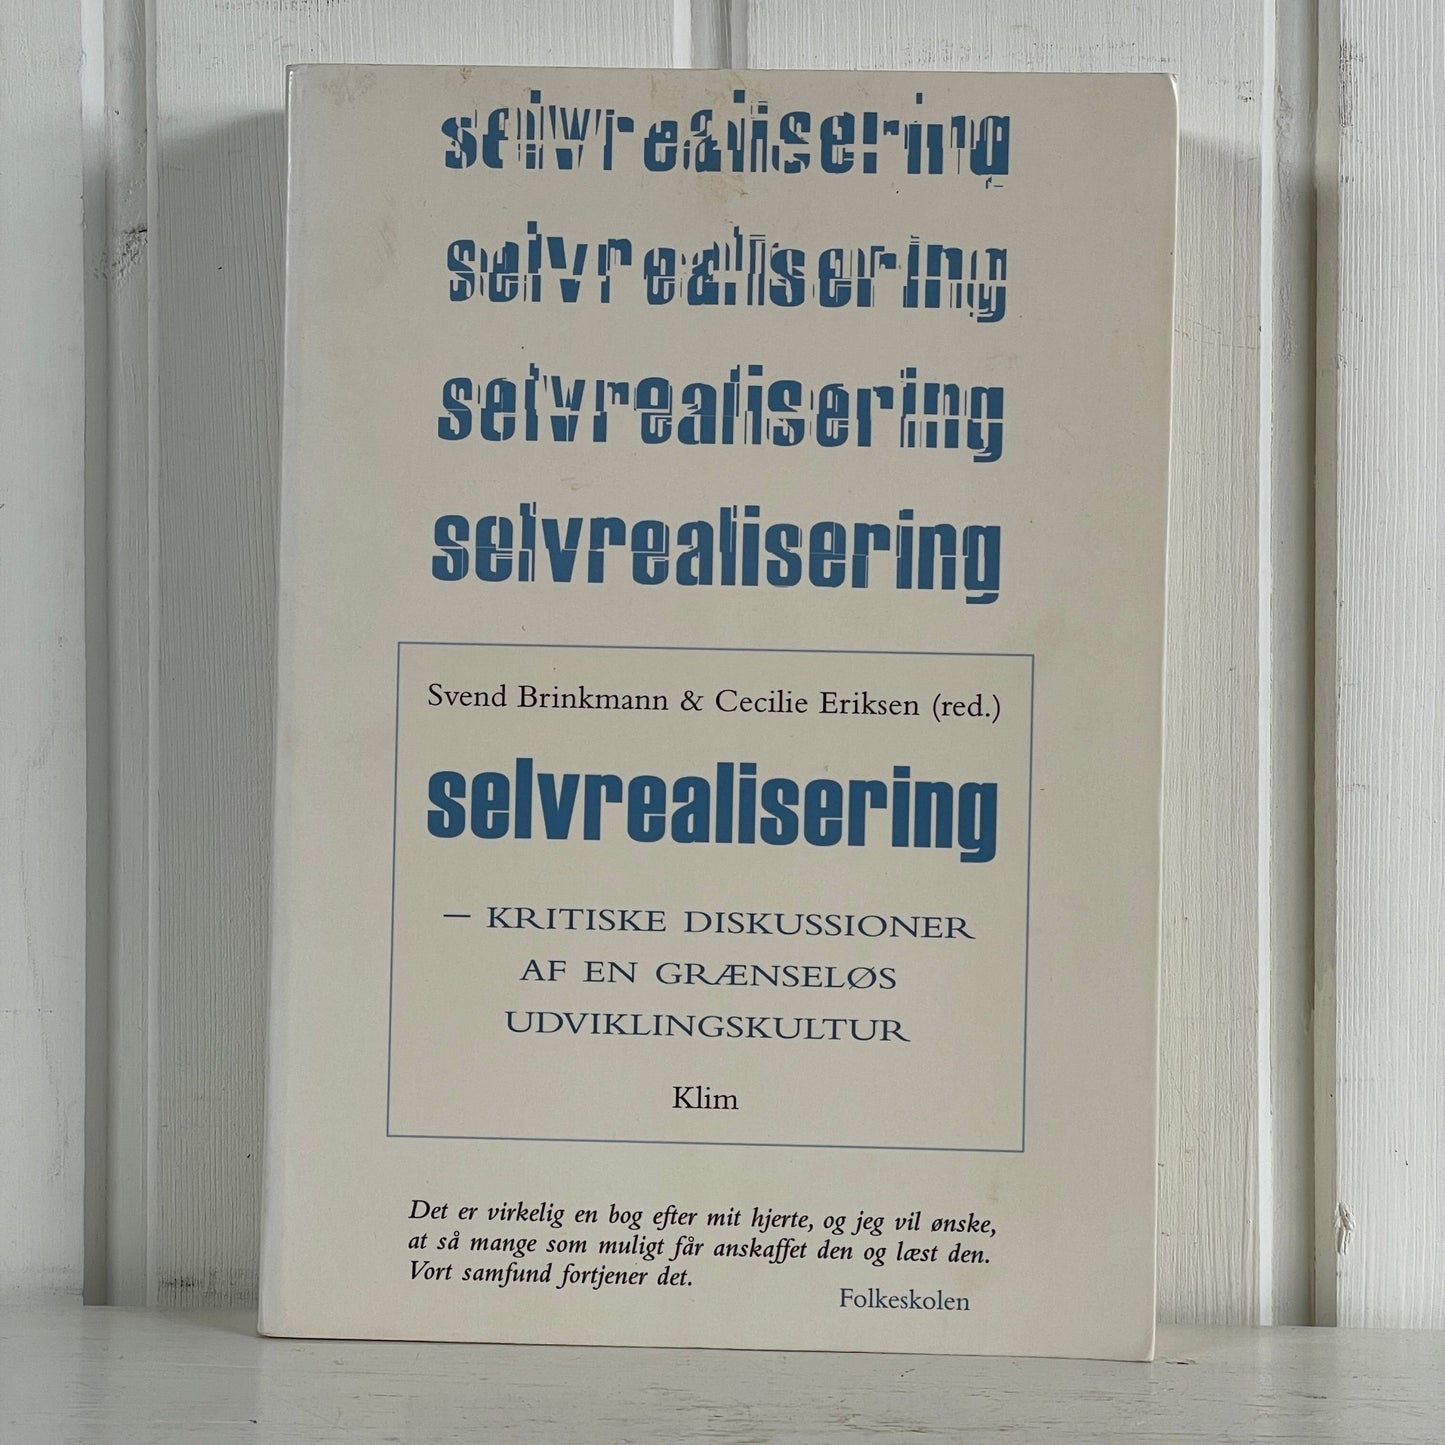 selvrealisering
selvrealisering
selvrealisering
selvrealisering
Svend Brinkmann & Cecilie Eriksen (red.)
selvrealisering
– KRITISKE DISKUSSIONER
AF EN GRÆNSELØS
UDVIKLINGSKULTUR
Klim
Det er virkelig en bog efter mit hjerte, og jeg vil ønske,
at så mange som muligt får anskaffet den og læst den.
Vort samfund fortjener det.
Folkeskolen